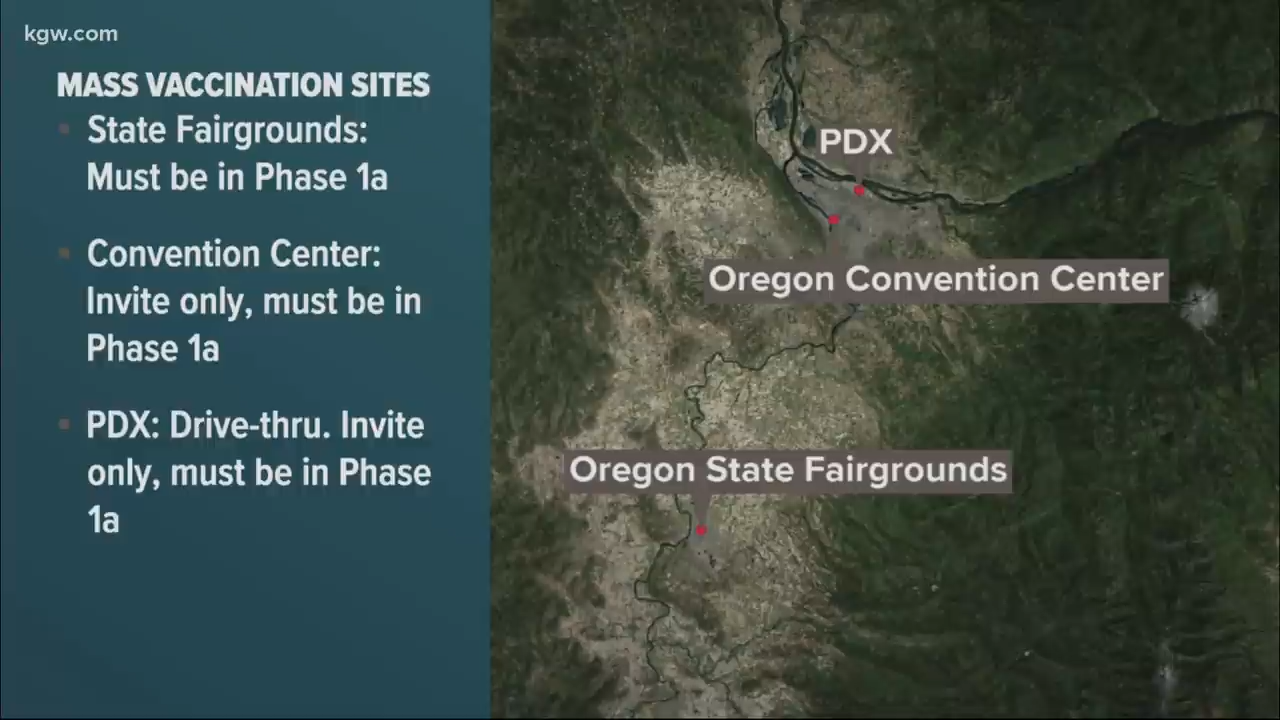 kgw.com
MASS VACCINATION SITES
State Fairgrounds:
Must be in Phase 1a
Convention Center:
Invite only, must be in
Phase 1a
PDX: Drive-thru. Invite
only, must be in Phase
1a
PDX
Oregon Convention Center
Oregon State Fairgrounds